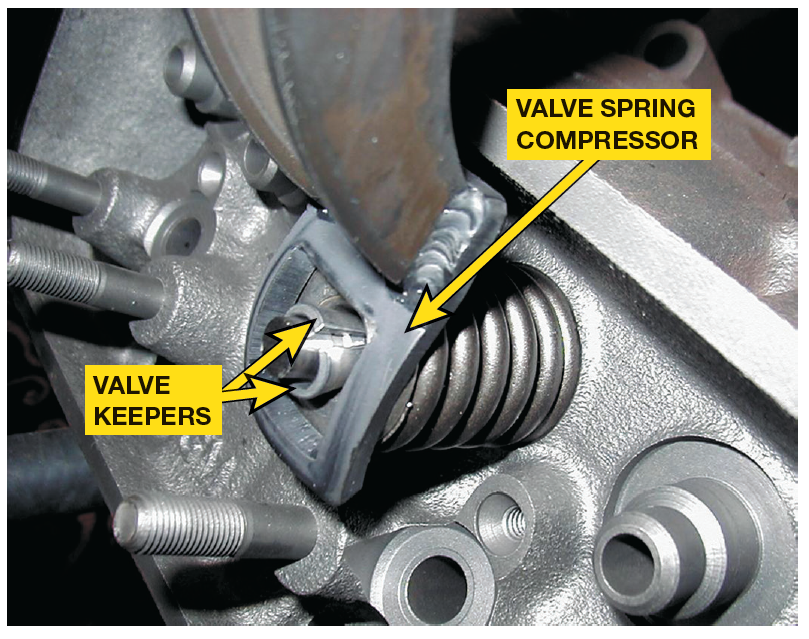 VALVE SPRING
COMPRESSOR
VALVE
KEEPERS